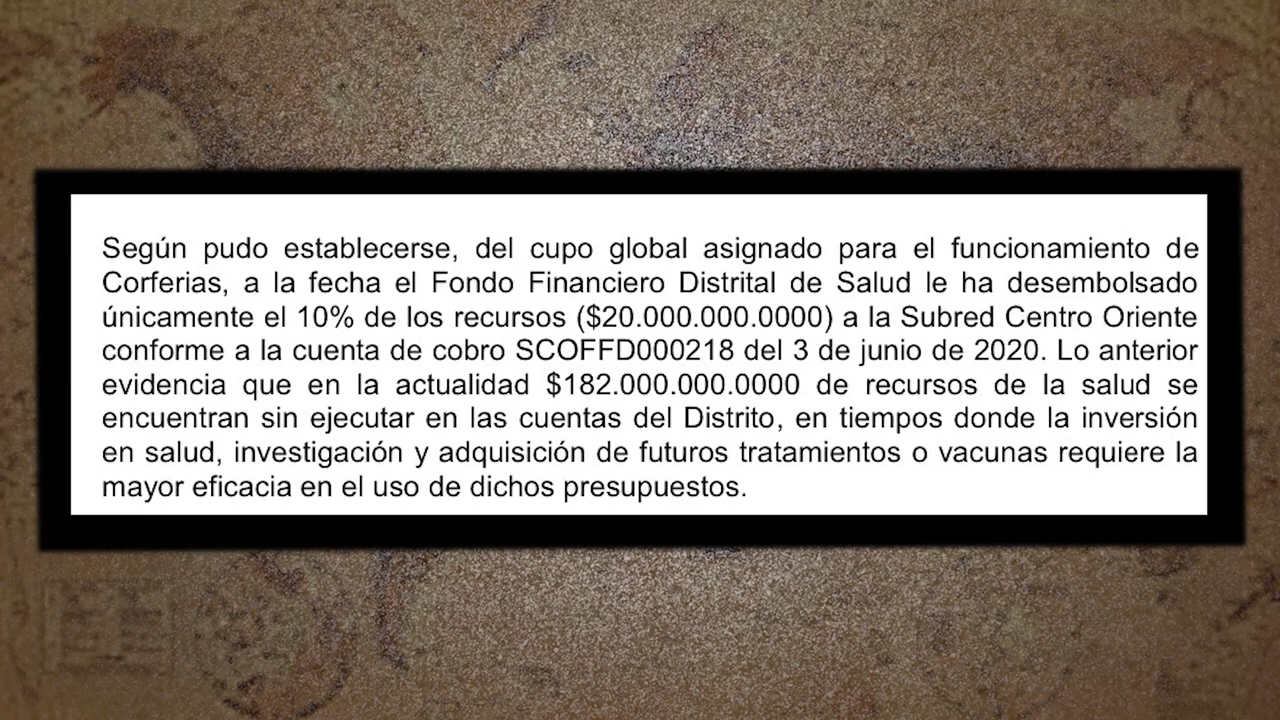 Según pudo establecerse, del cupo global asignado para el funcionamiento de
Corferias, a la fecha el Fondo Financiero Distrital de Salud le ha desembolsado
únicamente el 10% de los recursos ($20.000.000.0000) a la Subred Centro Oriente
conforme a la cuenta de cobro SCOFFD000218 del 3 de junio de 2020. Lo anterior
evidencia que en la actualidad $182.000.000.0000 de recursos de la salud se
encuentran sin ejecutar en las cuentas del Distrito, en tiempos donde la inversión
en salud, investigación y adquisición de futuros tratamientos o vacunas requiere la
mayor eficacia en el uso de dichos presupuestos.